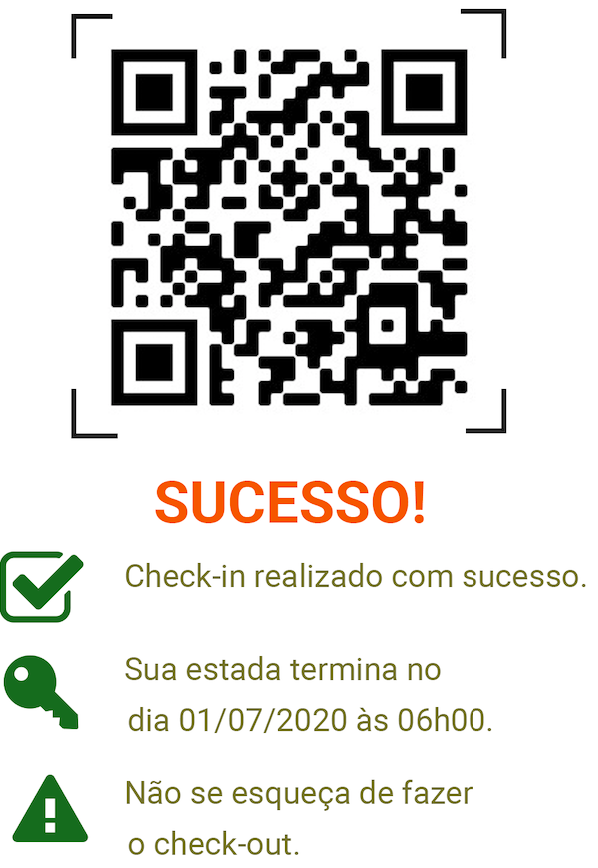 SUCESSO!
Check-in realizado com sucesso.
Sua estada termina no
dia 01/07/2020 às 06h00.
Não se esqueça de fazer
o check-out.